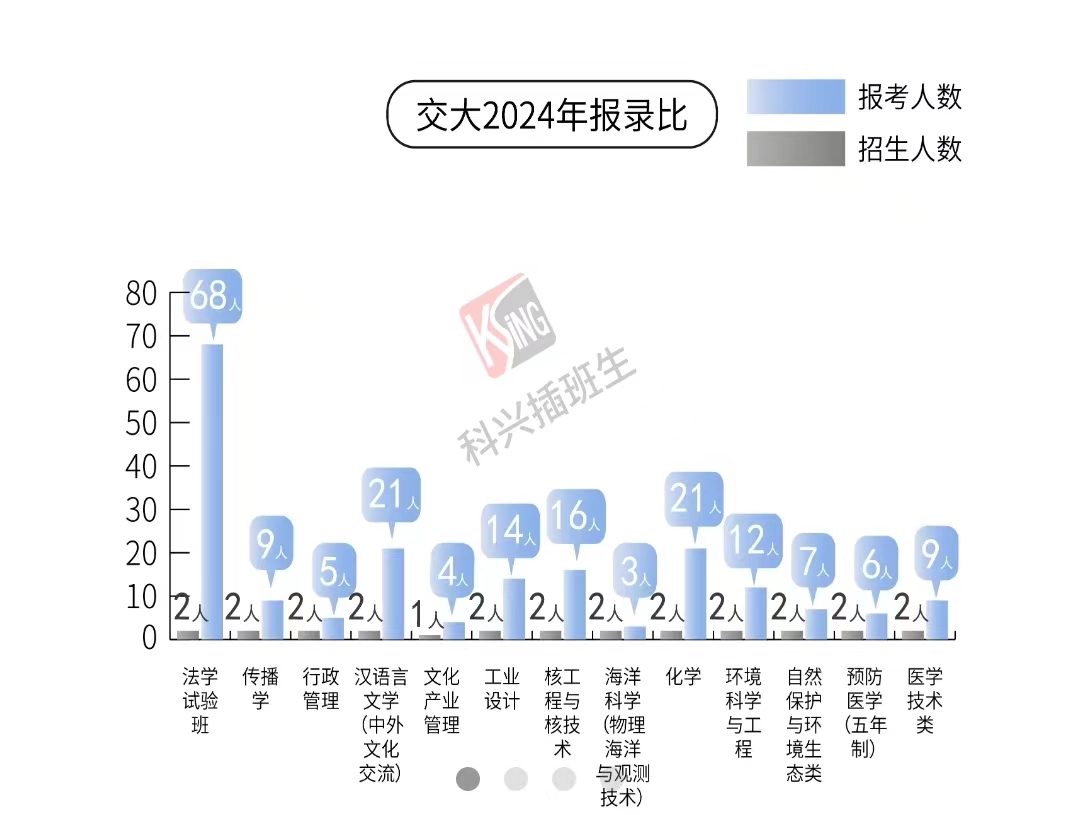 交大2024年报录比
报考人数
招生人数
KSiNG
科兴插班生
80
70
60
50
40
30
20
10
0
68人
9人
5人
21人
4人
14人
16人
3人
21人
12人
7人
6人
9人
2人
2人
2人
2人
1人
2人
2人
2人
2人
2人
2人
2人
2人
法学
试验
班
传播
学
行政
管理
汉语言
文学
（中外
文化
交流）
文化
产业
管理
工业
设计
核工
程与
核技
术
海洋
科学
（物理
海洋
与观测
技术）
化学
环境
科学
与工
程
自然
保护
与环
境生
态类
预防
医学
（五年
制）
医学
技术
类